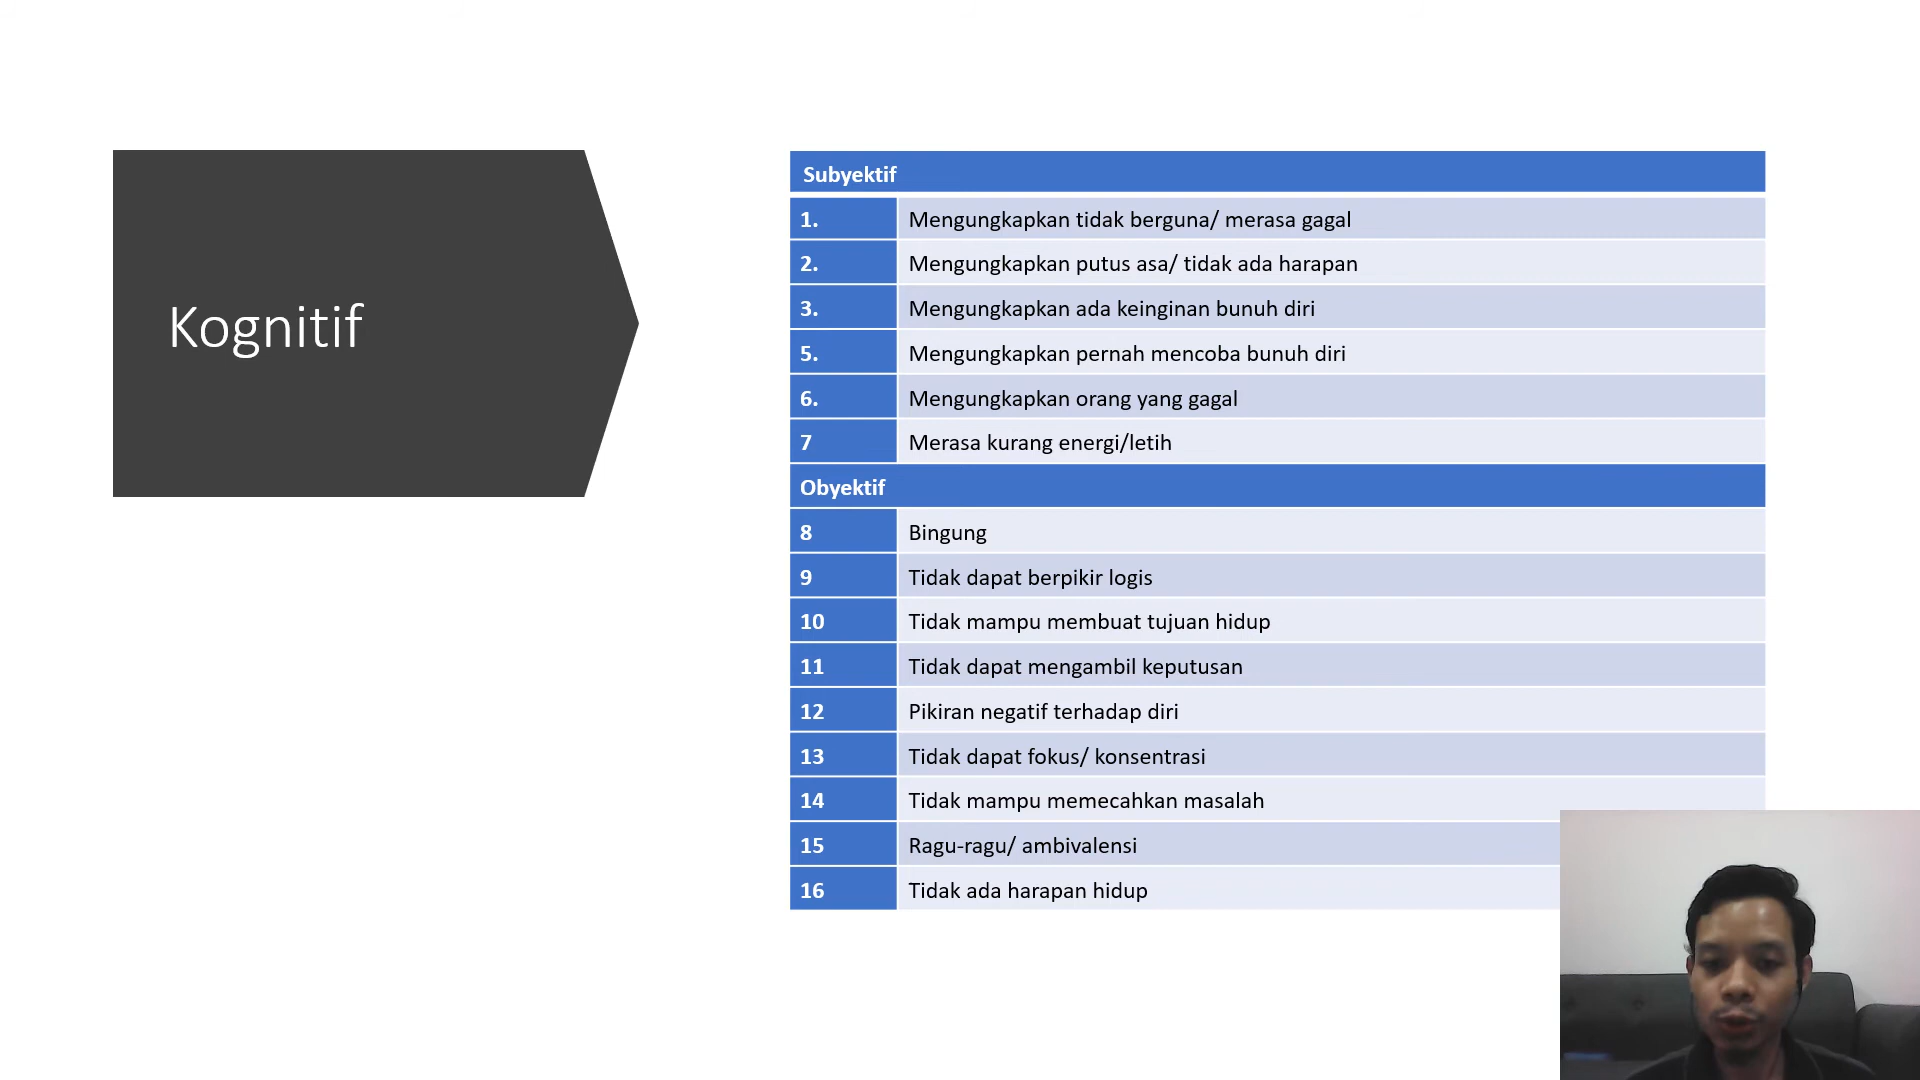 Kognitif
Subyektif
1. Mengungkapkan tidak berguna/ merasa gagal
2. Mengungkapkan putus asa/ tidak ada harapan
3. Mengungkapkan ada keinginan bunuh diri
5. Mengungkapkan pernah mencoba bunuh diri
6. Mengungkapkan orang yang gagal
7 Merasa kurang energi/letih
Obyektif
8 Bingung
9 Tidak dapat berpikir logis
10 Tidak mampu membuat tujuan hidup
11 Tidak dapat mengambil keputusan
12 Pikiran negatif terhadap diri
13 Tidak dapat fokus/ konsentrasi
14 Tidak mampu memecahkan masalah
15 Ragu-ragu/ ambivalensi
16 Tidak ada harapan hidup